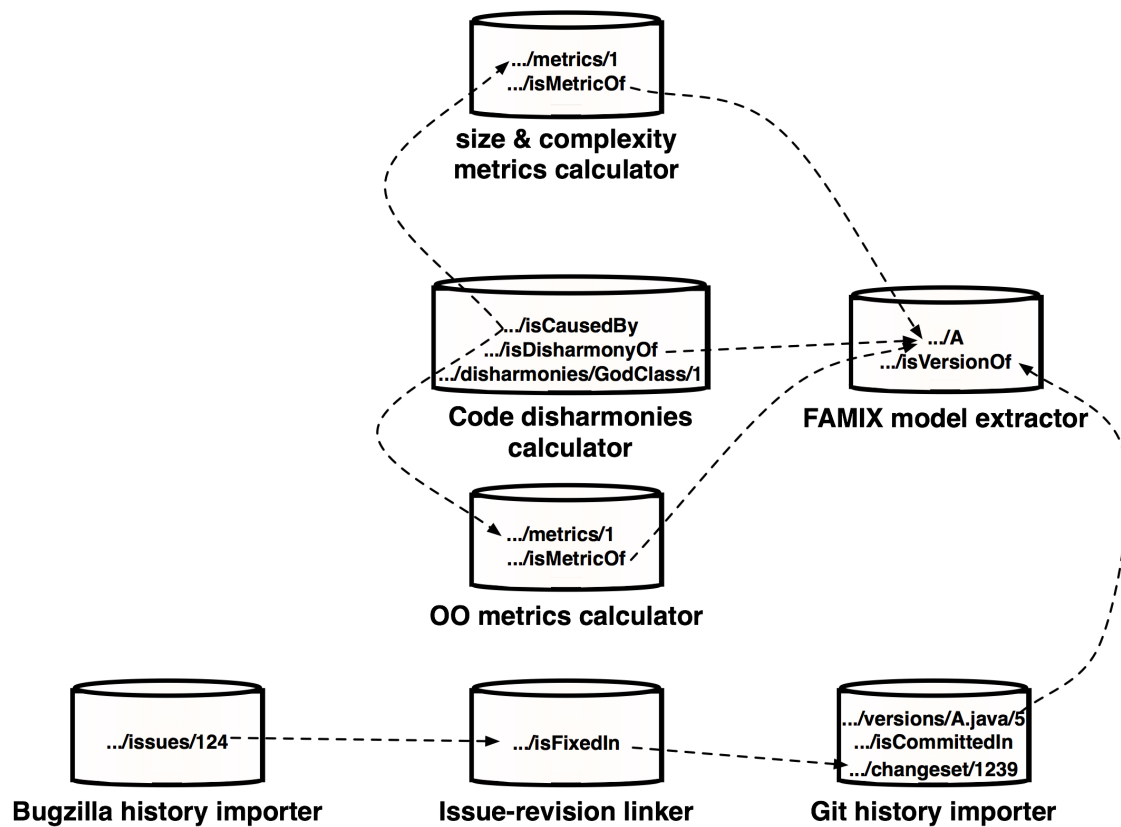 .../metrics/1
.../isMetricOf
size & complexity
metrics calculator
.../isCausedBy
.../isDisharmonyOf
.../disharmonies/GodClass/1
Code disharmonies
calculator
.../A
.../isVersionOf
FAMIX model extractor
.../metrics/1
.../isMetricOf
OO metrics calculator
.../issues/124
Bugzilla history importer
.../isFixedIn
Issue-revision linker
.../versions/A.java/5
.../isCommittedIn
.../changeset/1239
Git history importer